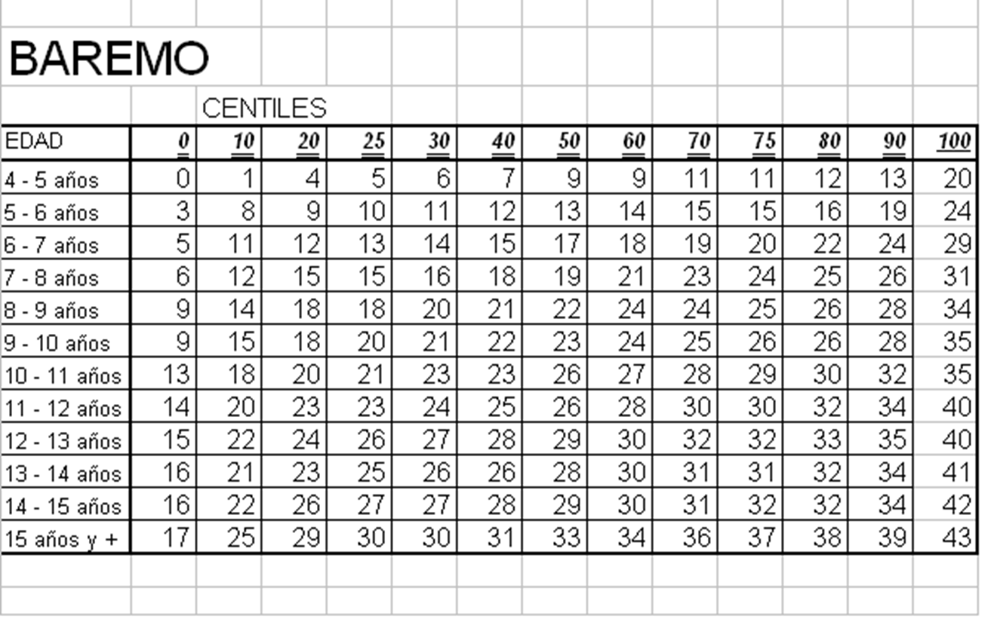 BAREMO
CENTILES
EDAD 0 10 20 25 30 40 50 60 70 75 80 90 100
4 - 5 años 0 1 4 5 6 7 9 9 11 11 12 13 20
5 - 6 años 3 8 9 10 11 12 13 14 15 15 16 19 24
6 - 7 años 5 11 12 13 14 15 17 18 19 20 22 24 29
7 - 8 años 6 12 15 15 16 18 19 21 23 24 25 26 31
8 - 9 años 9 14 18 18 20 21 22 24 24 25 26 28 34
9 - 10 años 9 15 18 20 21 22 23 24 25 26 26 28 35
10 - 11 años 13 18 20 21 23 23 26 27 28 29 30 32 35
11 - 12 años 14 20 23 23 24 25 26 28 30 30 32 34 40
12 - 13 años 15 22 24 26 27 28 29 30 32 32 33 35 40
13 - 14 años 16 21 23 25 26 26 28 30 31 31 32 34 41
14 - 15 años 16 22 26 27 27 28 29 30 31 32 32 34 42
15 años y + 17 25 29 30 30 31 33 34 36 37 38 39 43